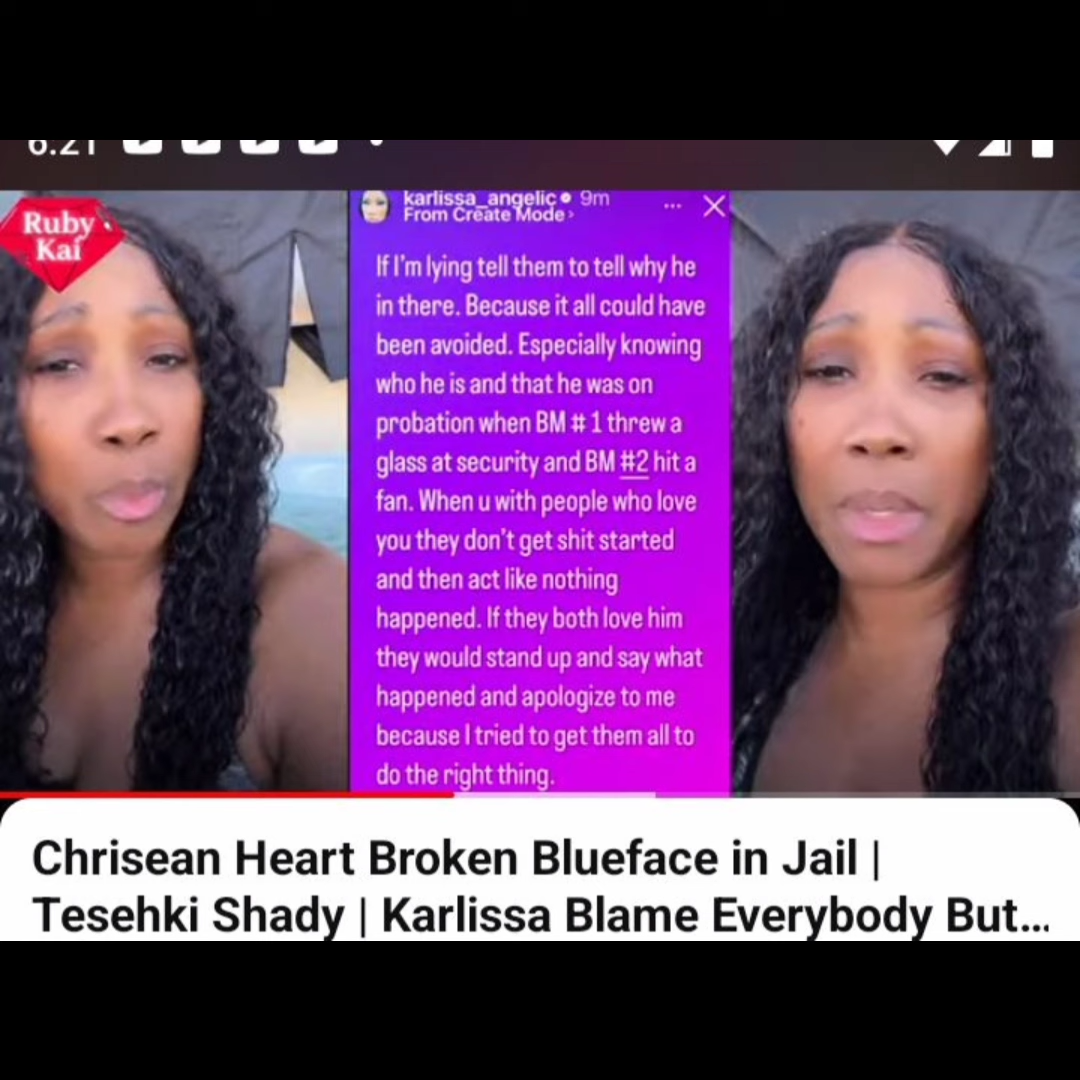 6:21
Ruby
Kai
karlissa_angelic 9m
From Create Mode >
If I'm lying tell them to tell why he
in there. Because it all could have
been avoided. Especially knowing
who he is and that he was on
probation when BM # 1 threw a
glass at security and BM #2 hit a
fan. When u with people who love
you they don't get shit started
and then act like nothing
happened. If they both love him
they would stand up and say what
happened and apologize to me
because I tried to get them all to
do the right thing.
Chrisean Heart Broken Blueface in Jail |
Tesehki Shady | Karlissa Blame Everybody But...